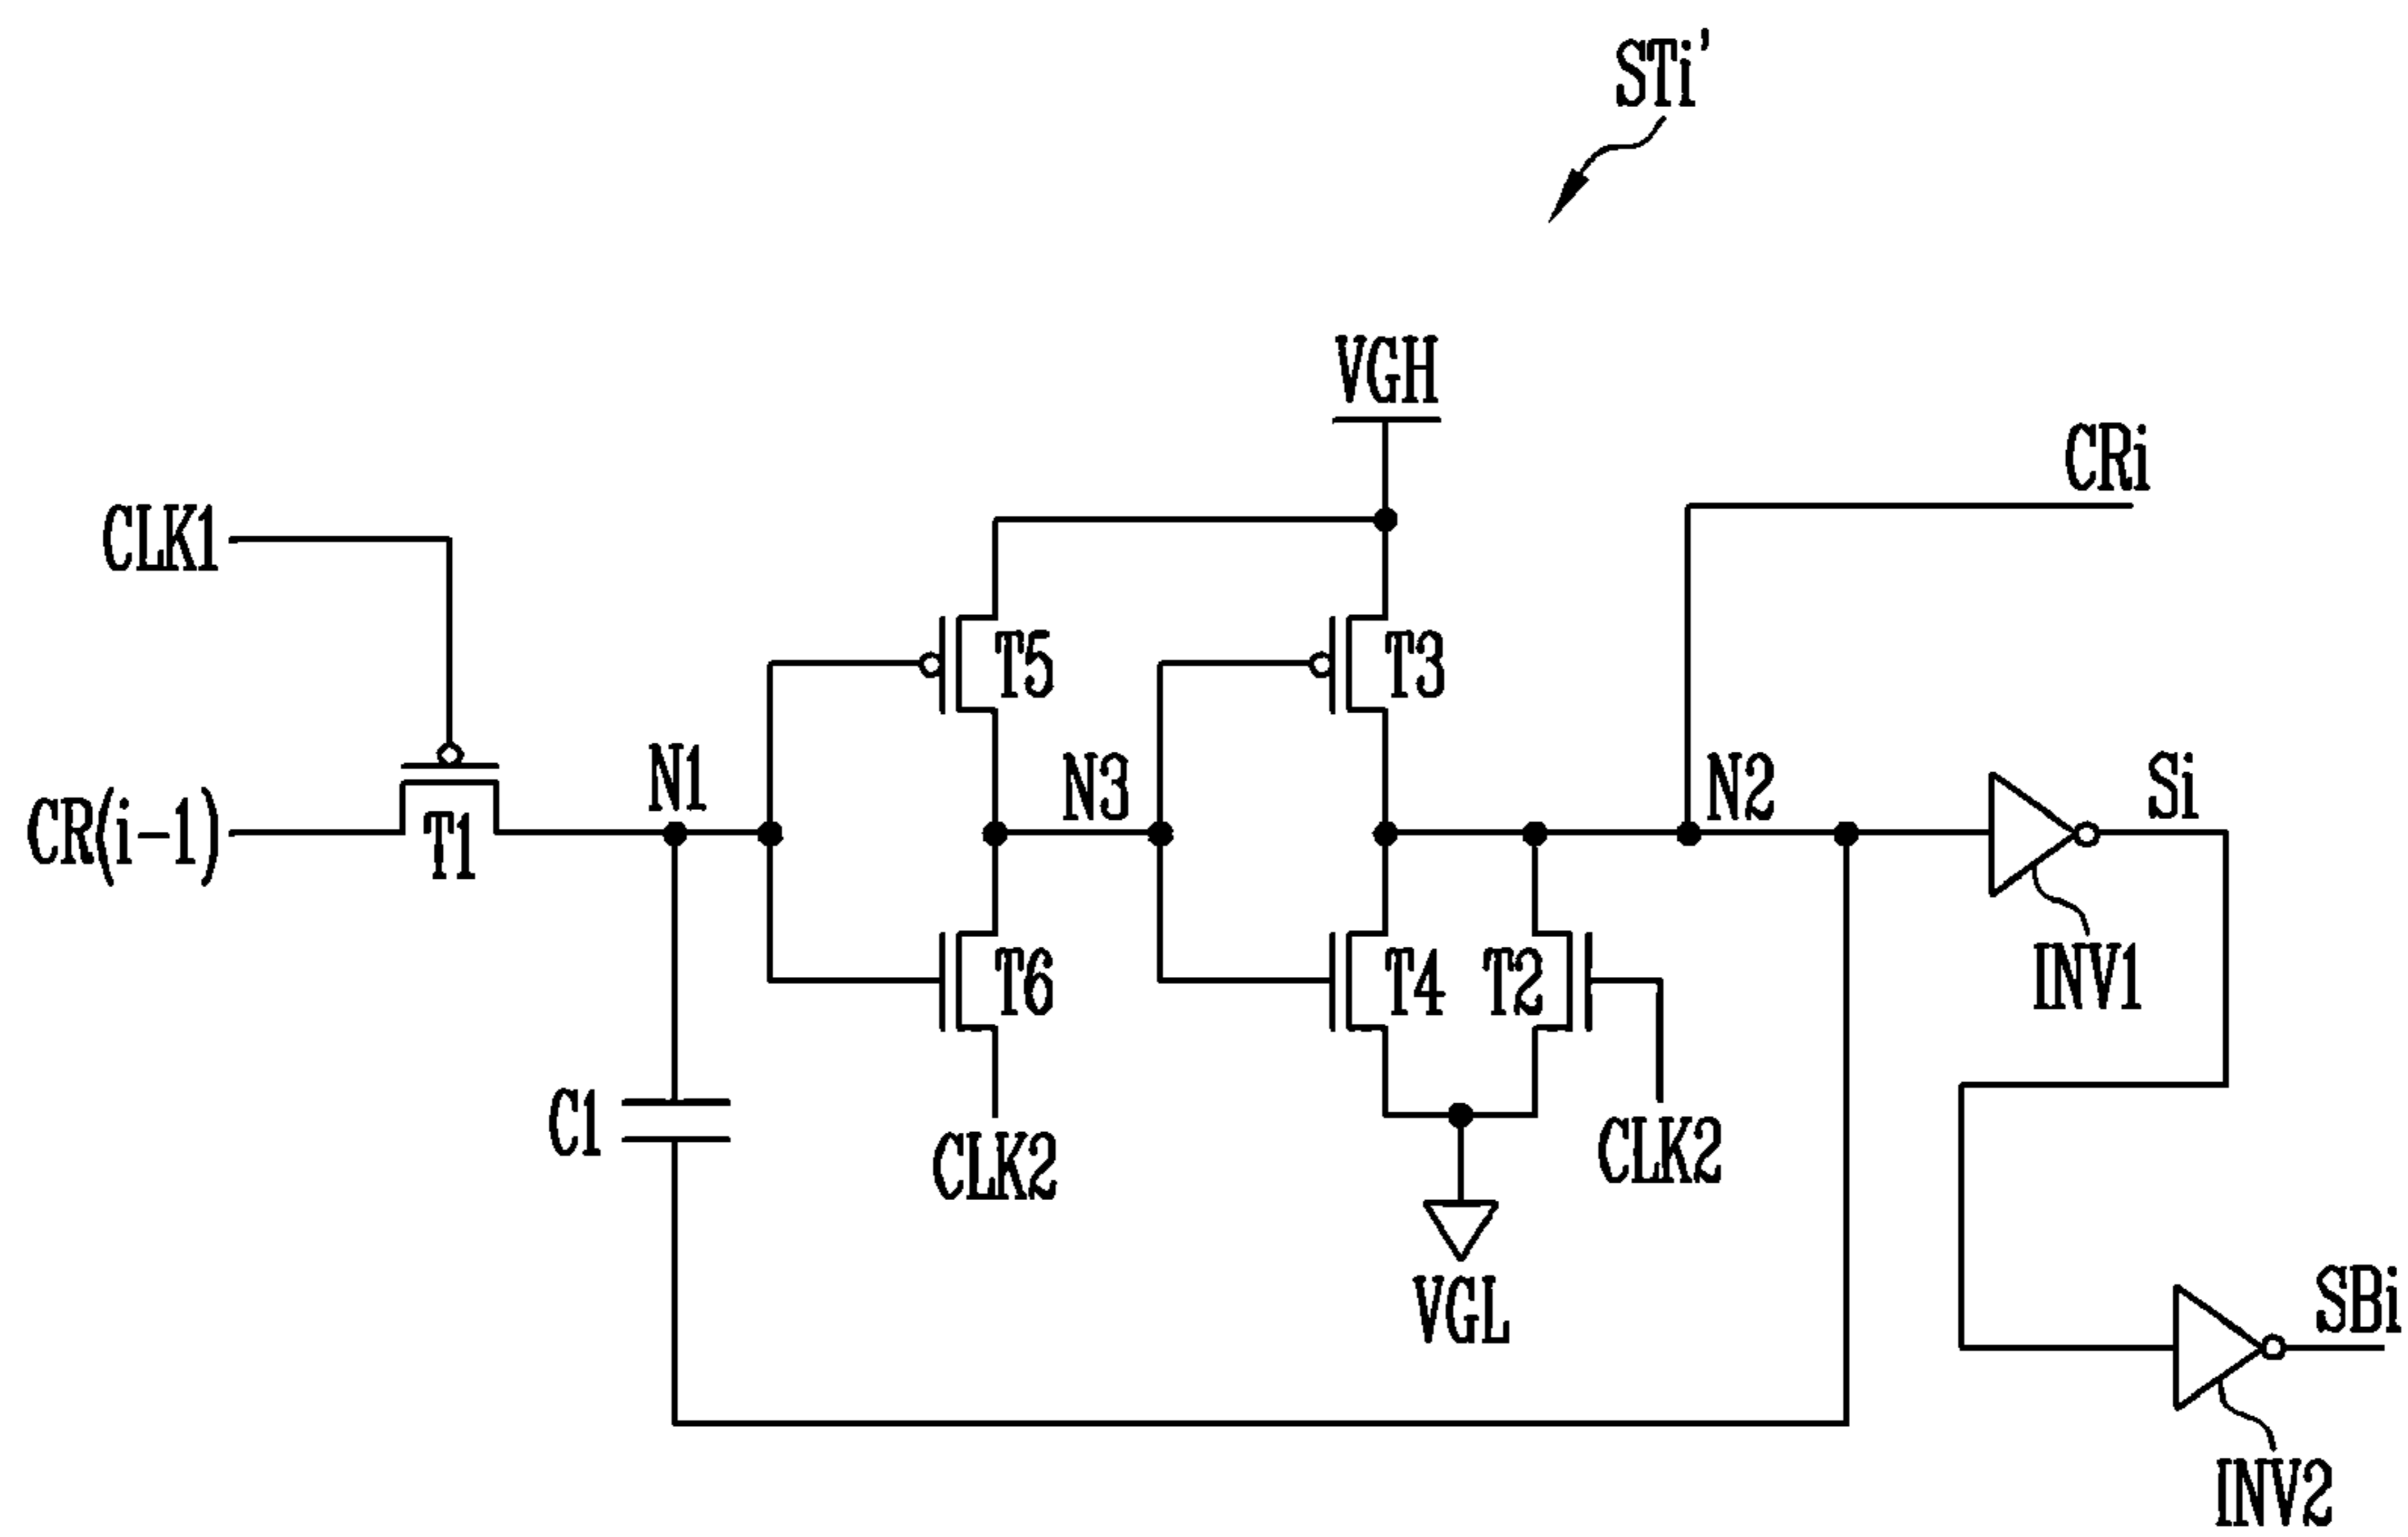 STi'
VGH
CRi
CLK1
T5
T3
N1
N3
N2
Si
CR(i-1)
T1
T6
T4
T2
INV1
C1
CLK2
CLK2
VGL
SBi
INV2